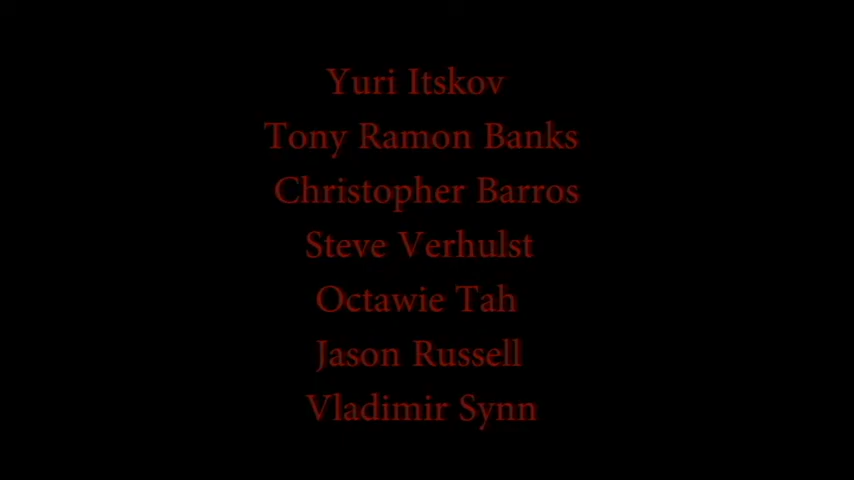 Yuri Itskov
Tony Ramon Banks
Christopher Barros
Steve Verhulst
Octawie Tah
Jason Russell
Vladimir Synn